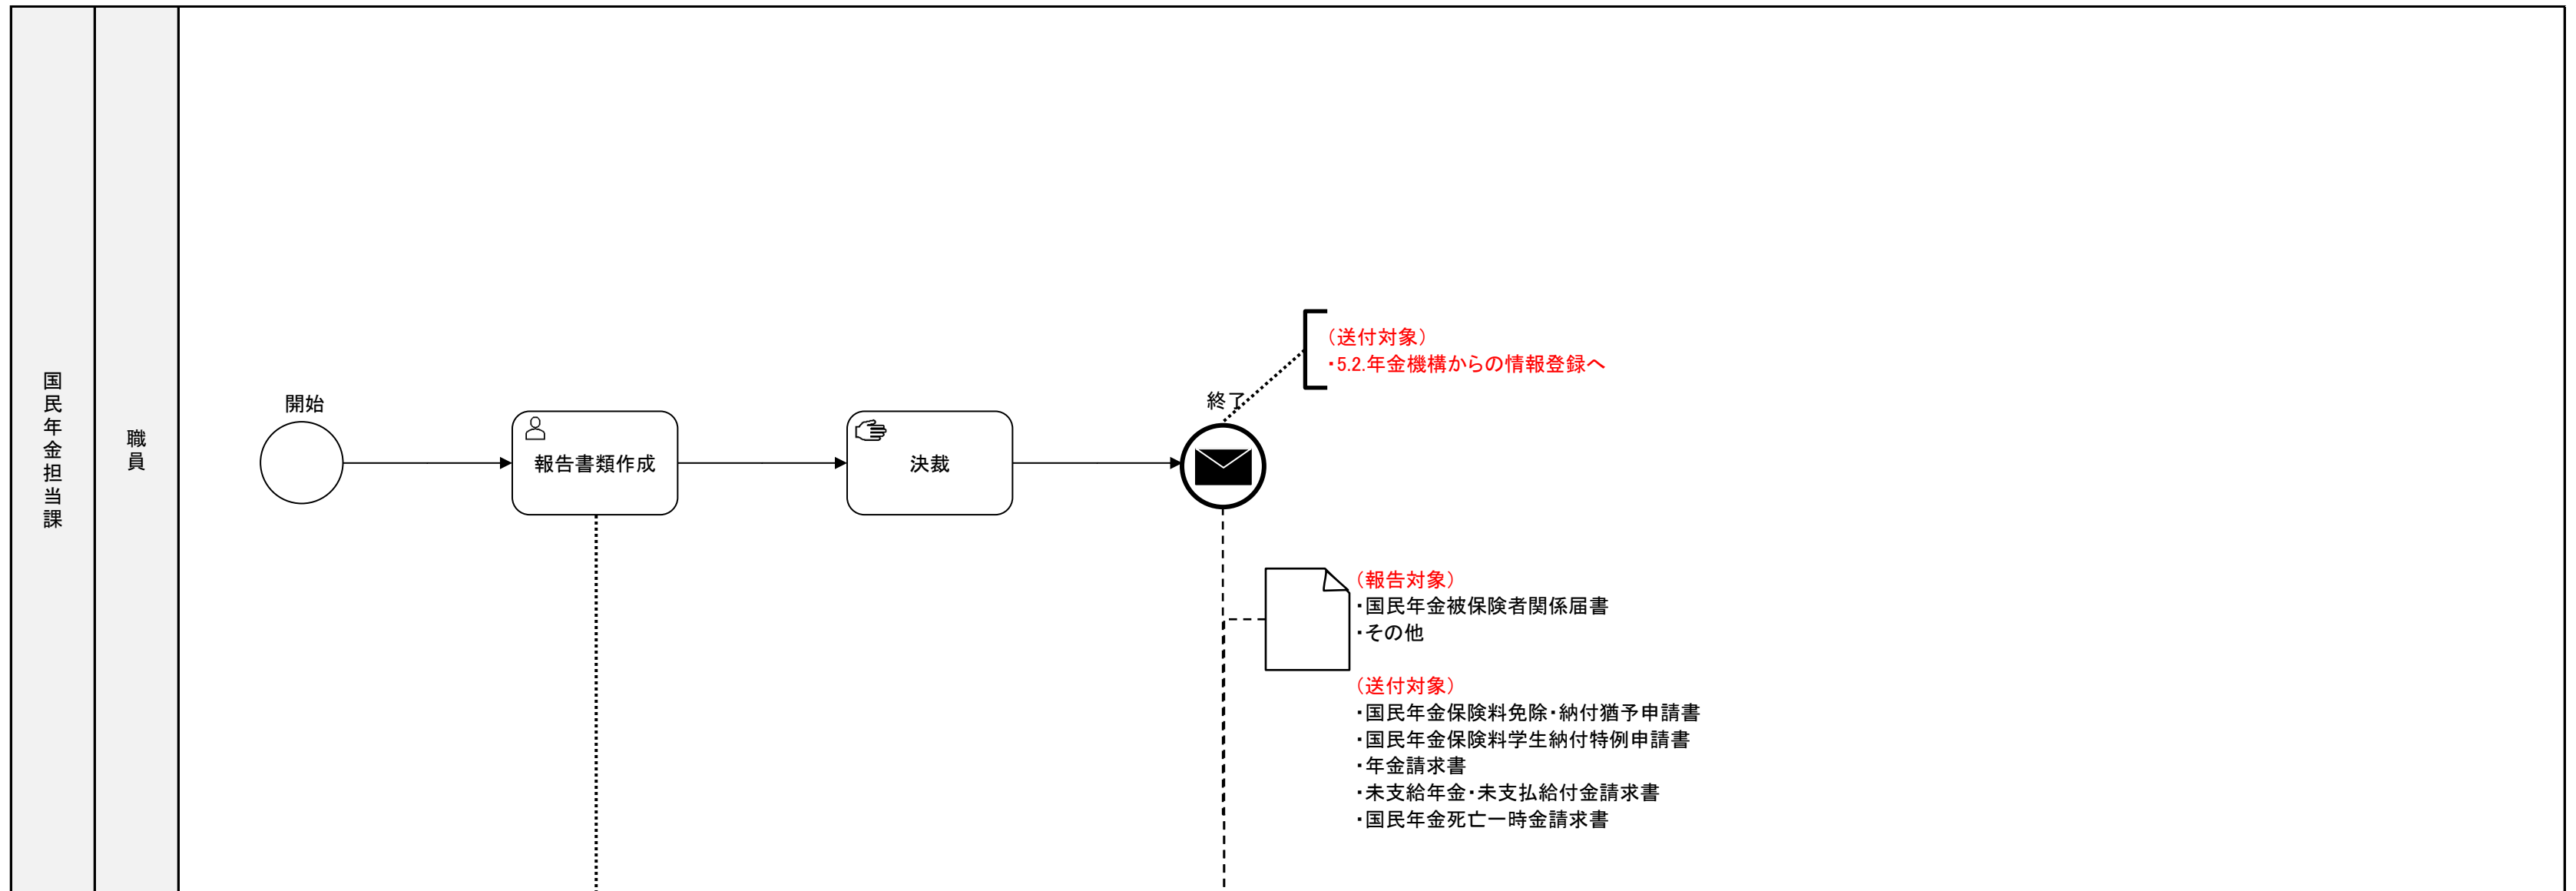 国民年金担当課
職員
開始
報告書類作成
決裁
終了
（送付対象）
・5.2.年金機構からの情報登録へ
（報告対象）
・国民年金被保険者関係届書
・その他
（送付対象）
・国民年金保険料免除・納付猶予申請書
・国民年金保険料学生納付特例申請書
・年金請求書
・未支給年金・未支払給付金請求書
・国民年金死亡一時金請求書